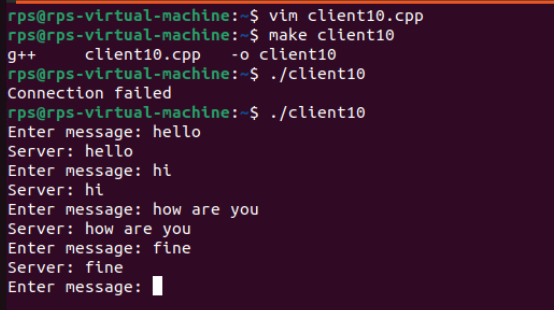 rps@rps-virtual-machine:~$ vim client10.cpp
rps@rps-virtual-machine:~$ make client10
g++     client10.cpp   -o client10
rps@rps-virtual-machine:~$ ./client10
Connection failed
rps@rps-virtual-machine:~$ ./client10
Enter message: hello
Server: hello
Enter message: hi
Server: hi
Enter message: how are you
Server: how are you
Enter message: fine
Server: fine
Enter message: